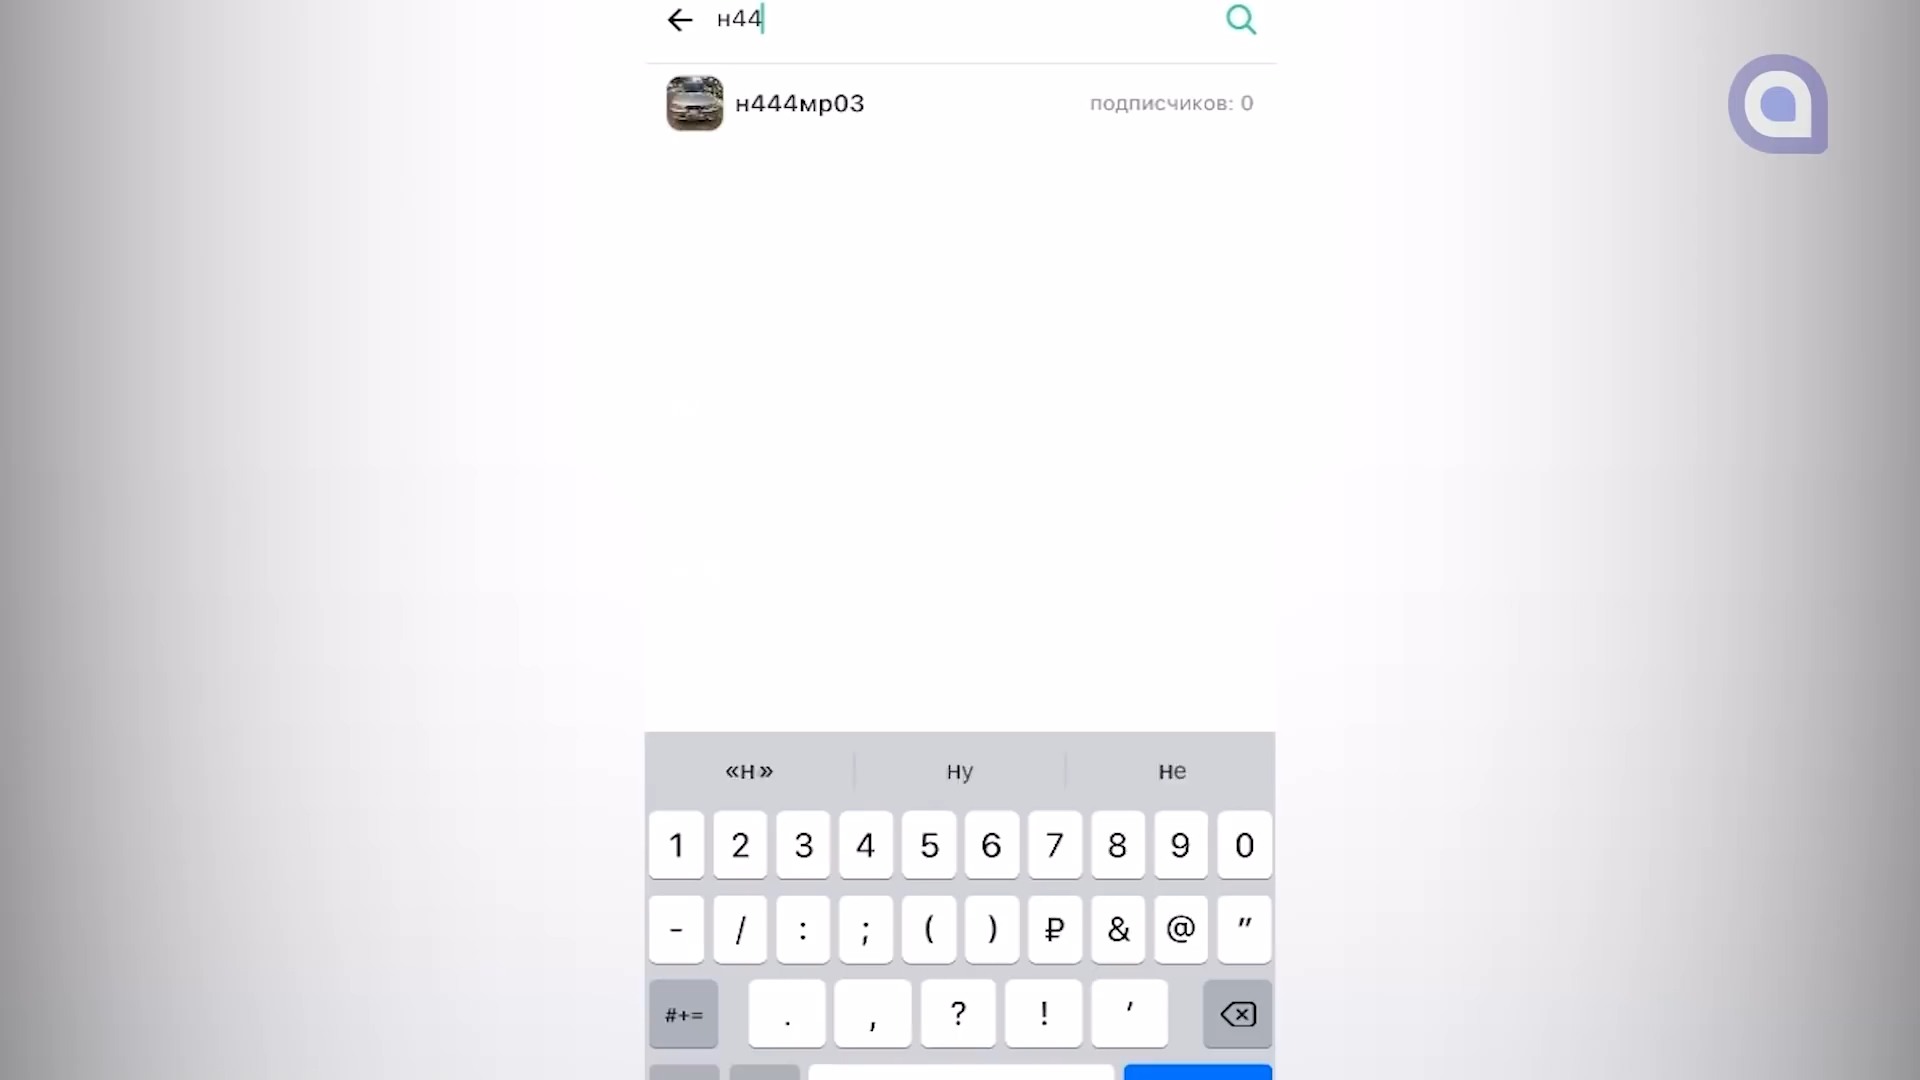 н44
н444мр03 подписчиков: 0
«н» ну не
1 2 3 4 5 6 7 8 9 0
- / : ; ( ) ₽ & @ "
#+= . , ? ! '